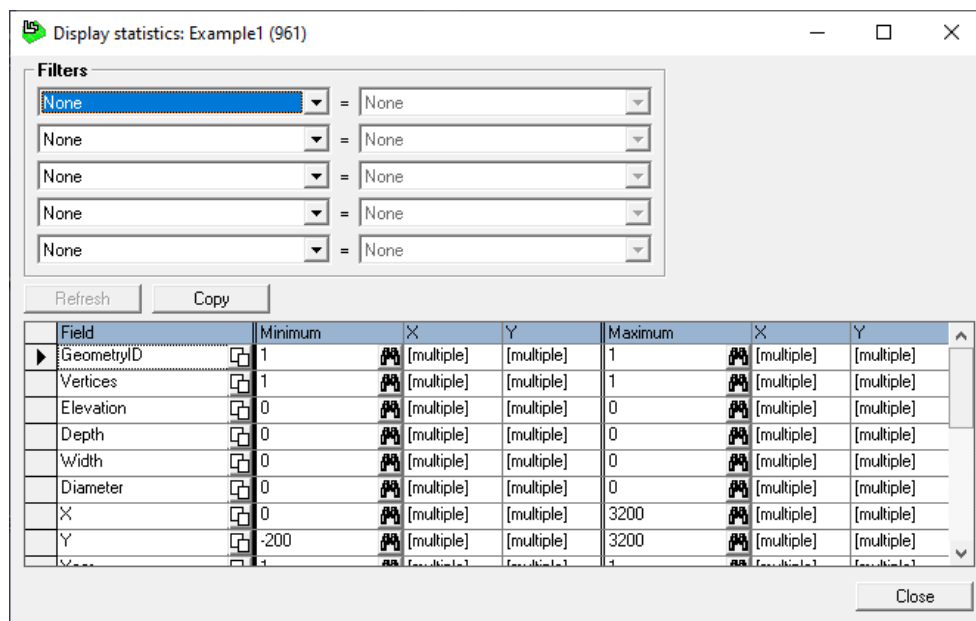 Display statistics: Example1 (961)
Filters
None = None
None = None
None = None
None = None
None = None
Refresh Copy
Field Minimum X Y Maximum X Y
GeometryID 1 [multiple] [multiple] 1 [multiple] [multiple]
Vertices 1 [multiple] [multiple] 1 [multiple] [multiple]
Elevation 0 [multiple] [multiple] 0 [multiple] [multiple]
Depth 0 [multiple] [multiple] 0 [multiple] [multiple]
Width 0 [multiple] [multiple] 0 [multiple] [multiple]
Diameter 0 [multiple] [multiple] 0 [multiple] [multiple]
X 0 [multiple] [multiple] 3200 [multiple] [multiple]
Y -200 [multiple] [multiple] 3200 [multiple] [multiple]
Close